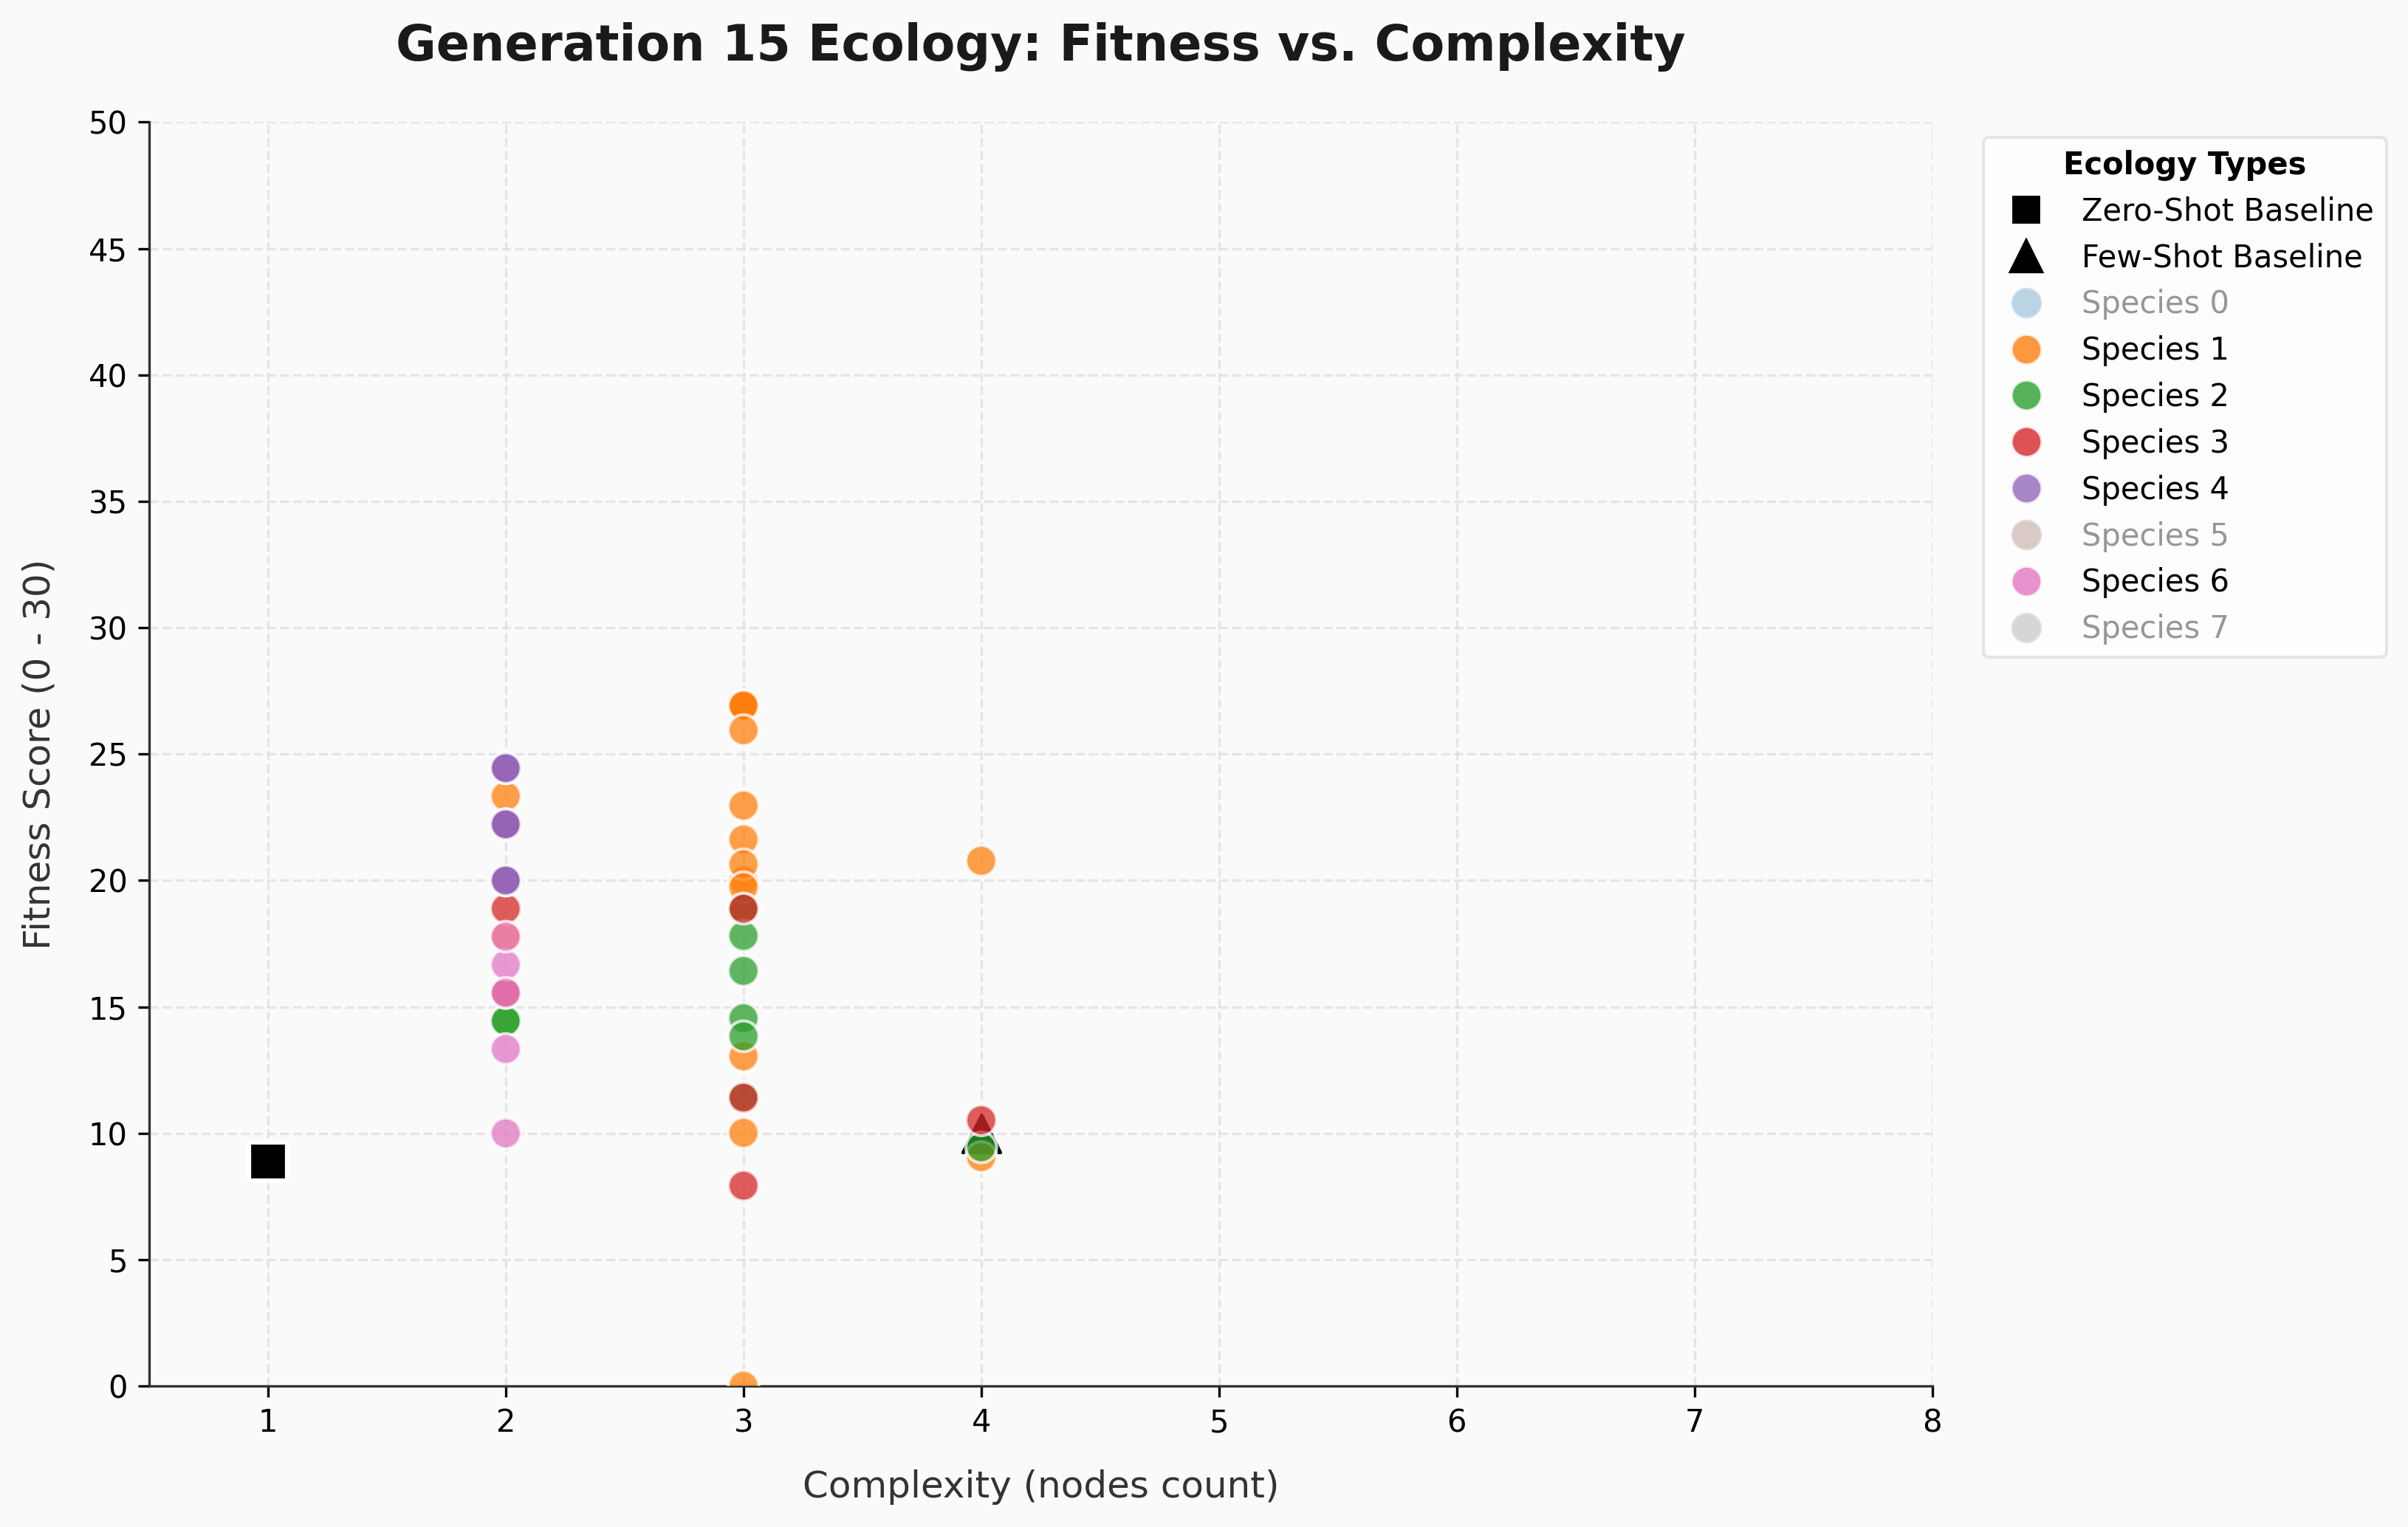 Generation 15 Ecology: Fitness vs. Complexity
50
45
40
35
30
25
20
15
10
5
0
Fitness Score (0 - 30)
1 2 3 4 5 6 7 8
Complexity (nodes count)
Ecology Types
Zero-Shot Baseline
Few-Shot Baseline
Species 0
Species 1
Species 2
Species 3
Species 4
Species 5
Species 6
Species 7